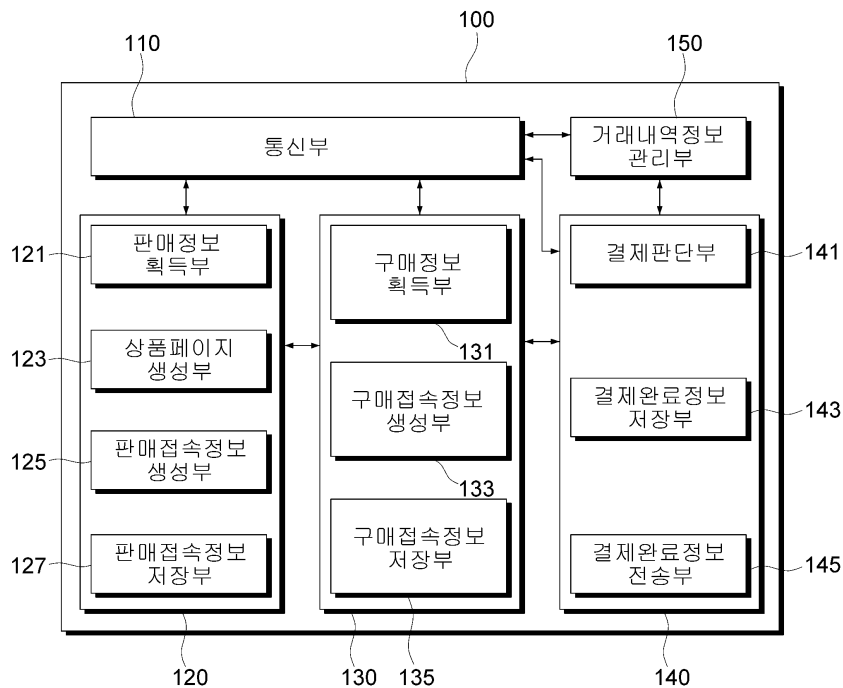 100
110
150
통신부
거래내역정보
관리부
121
판매정보
획득부
구매정보
획득부
결제판단부
141
131
123
상품페이지
생성부
구매접속정보
생성부
결제완료정보
저장부
143
125
판매접속정보
생성부
133
127
판매접속정보
저장부
구매접속정보
저장부
결제완료정보
전송부
145
120
130
135
140